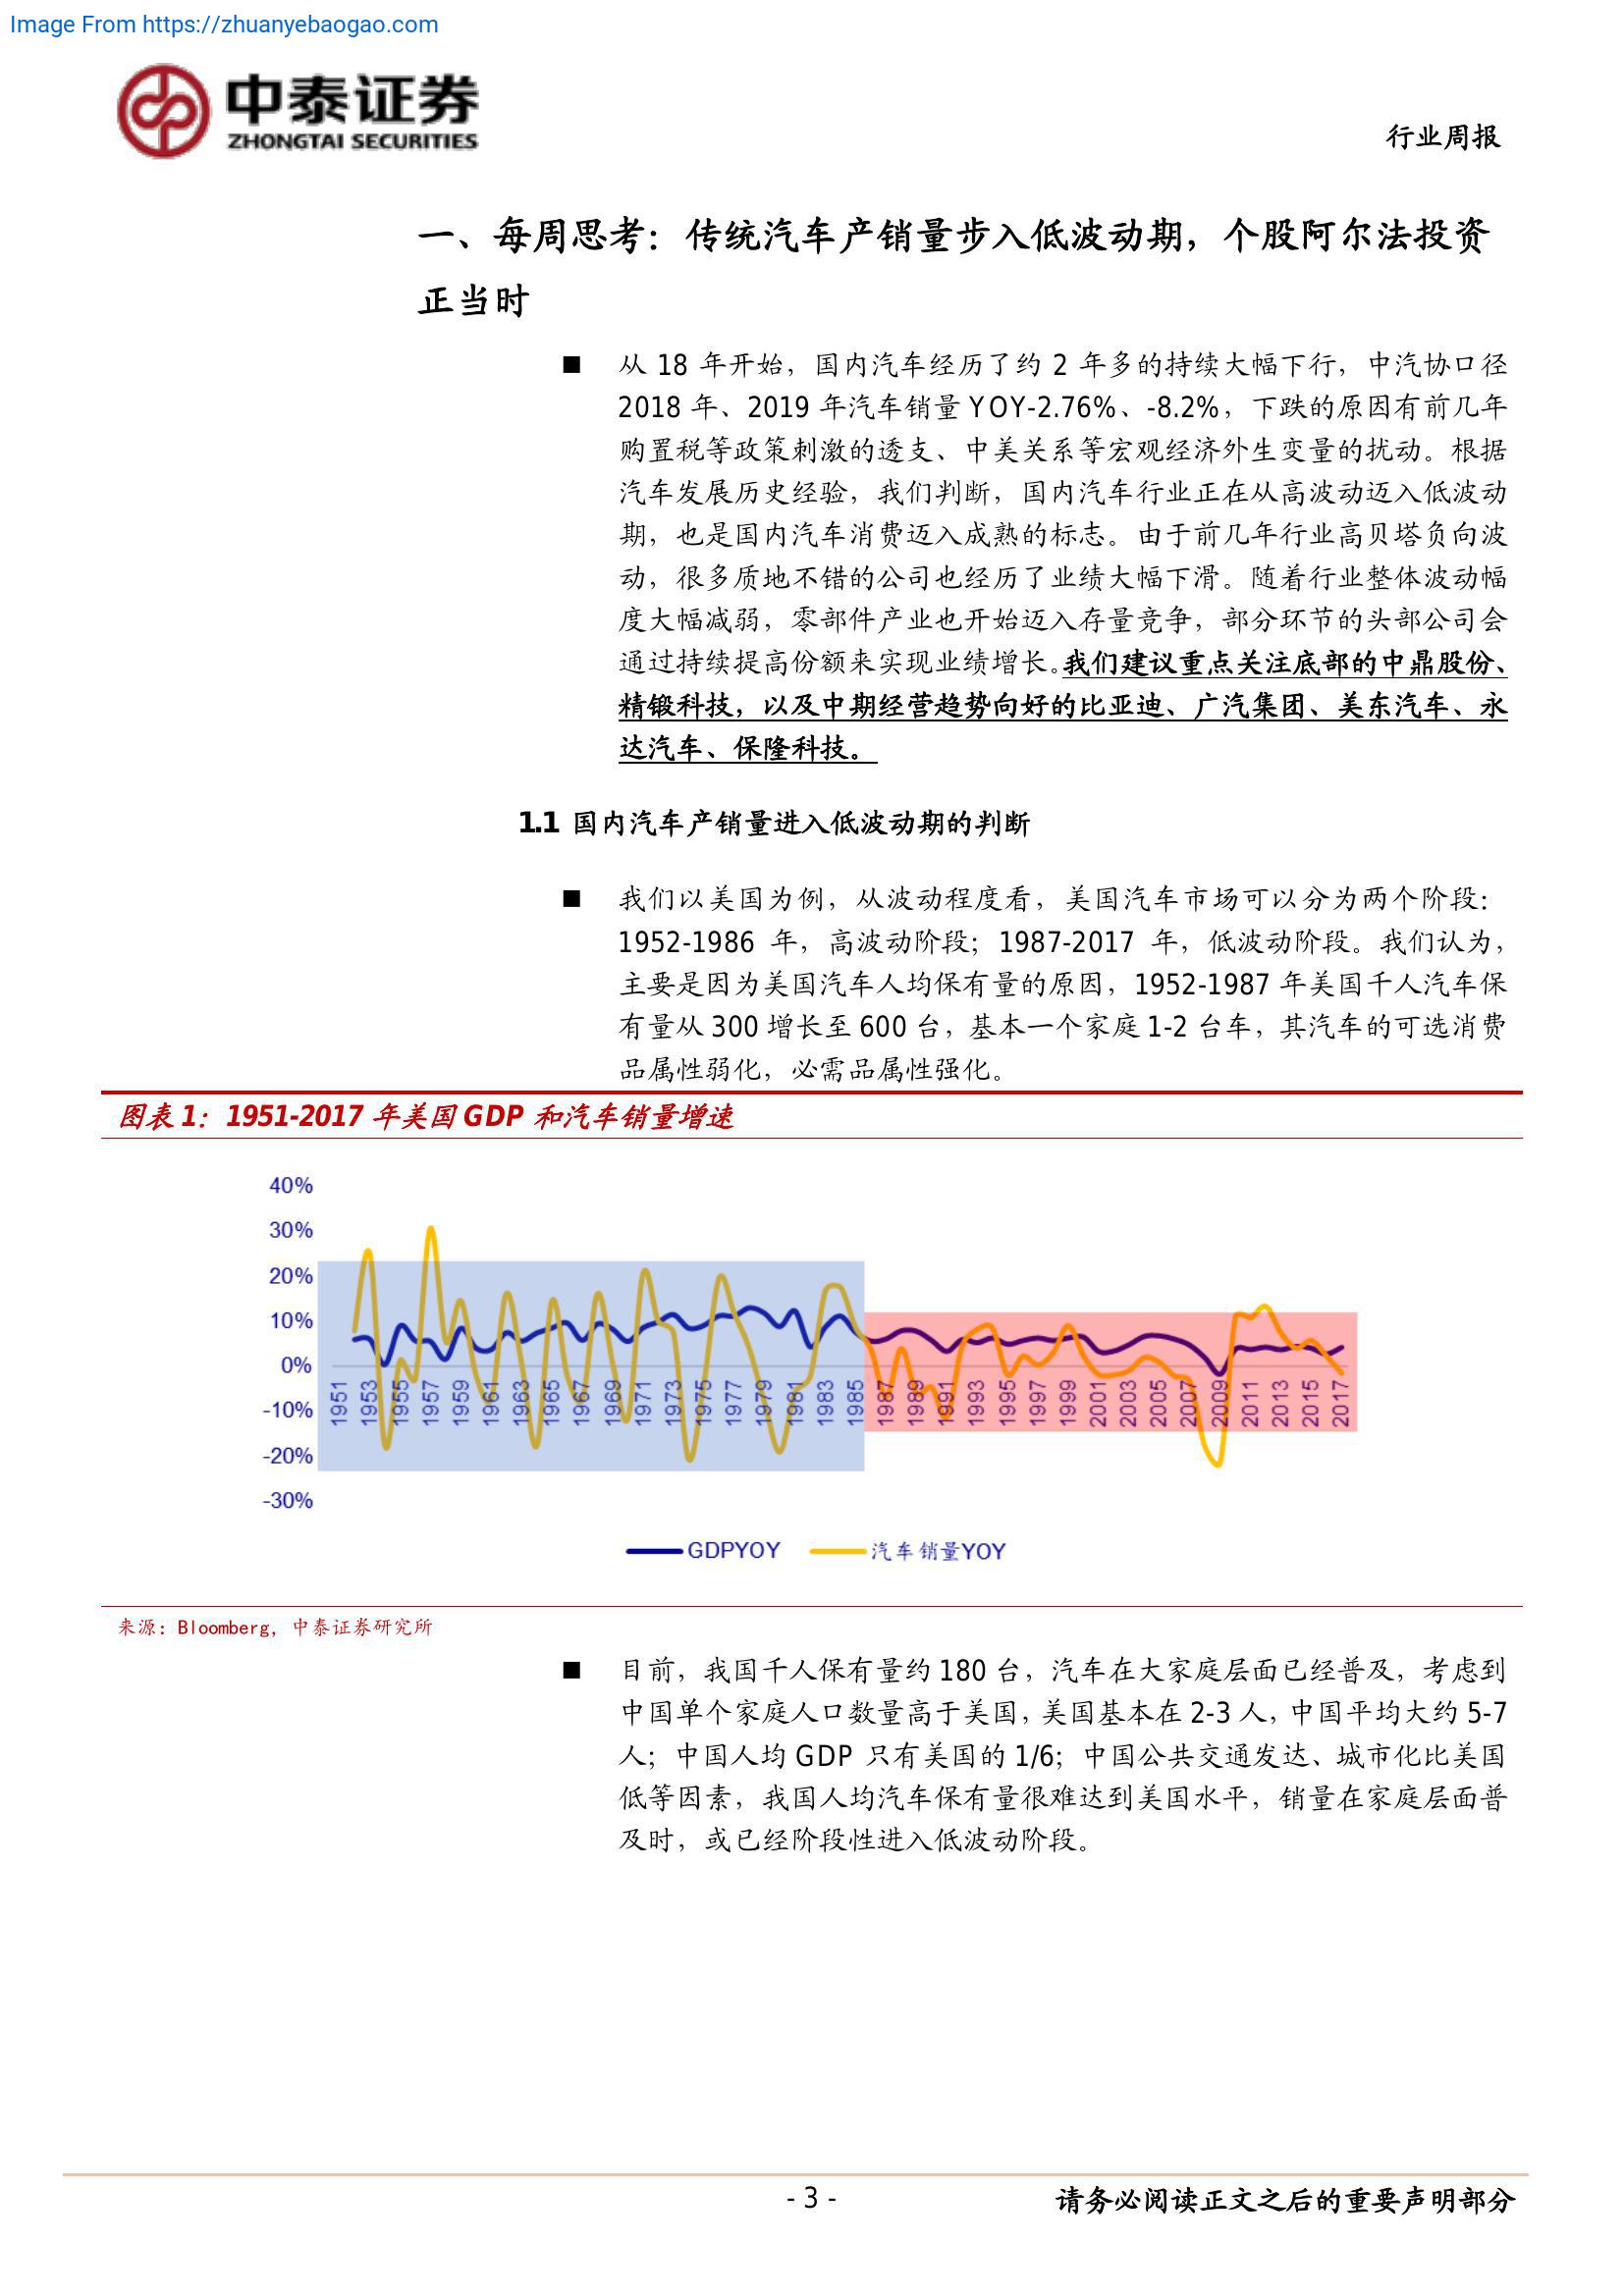 Image From https://zhuanyebaogao.com
中泰证券
ZHONGTAI SECURITIES
行业周报
一、每周思考：传统汽车产销量步入低波动期，个股阿尔法投资
正当时
■ 从 18 年开始，国内汽车经历了约 2 年多的持续大幅下行，中汽协口径
2018 年、2019 年汽车销量 YOY-2.76%、-8.2%，下跌的原因有前几年
购置税等政策刺激的透支、中美关系等宏观经济外生变量的扰动。根据
汽车发展历史经验，我们判断，国内汽车行业正在从高波动迈入低波动
期，也是国内汽车消费迈入成熟的标志。由于前几年行业高贝塔负向波
动，很多质地不错的公司也经历了业绩大幅下滑。随着行业整体波动幅
度大幅减弱，零部件产业也开始迈入存量竞争，部分环节的头部公司会
通过持续提高份额来实现业绩增长。我们建议重点关注底部的中鼎股份、
精锻科技，以及中期经营趋势向好的比亚迪、广汽集团、美东汽车、永
达汽车、保隆科技。
1.1 国内汽车产销量进入低波动期的判断
■ 我们以美国为例，从波动程度看，美国汽车市场可以分为两个阶段：
1952-1986 年，高波动阶段；1987-2017 年，低波动阶段。我们认为，
主要是因为美国汽车人均保有量的原因，1952-1987 年美国千人汽车保
有量从 300 增长至 600 台，基本一个家庭 1-2 台车，其汽车的可选消费
品属性弱化，必需品属性强化。
图表 1：1951-2017 年美国 GDP 和汽车销量增速
40%
30%
20%
10%
0%
-10%
-20%
-30%
1951 1953 1955 1957 1959 1961 1963 1965 1967 1969 1971 1973 1975 1977 1979 1981 1983 1985 1987 1989 1991 1993 1995 1997 1999 2001 2003 2005 2007 2009 2011 2013 2015 2017
GDPYOY 汽车销量YOY
来源：Bloomberg，中泰证券研究所
■ 目前，我国千人保有量约 180 台，汽车在大家庭层面已经普及，考虑到
中国单个家庭人口数量高于美国，美国基本在 2-3 人，中国平均大约 5-7
人；中国人均 GDP 只有美国的 1/6；中国公共交通发达、城市化比美国
低等因素，我国人均汽车保有量很难达到美国水平，销量在家庭层面普
及时，或已经阶段性进入低波动阶段。
- 3 -
请务必阅读正文之后的重要声明部分